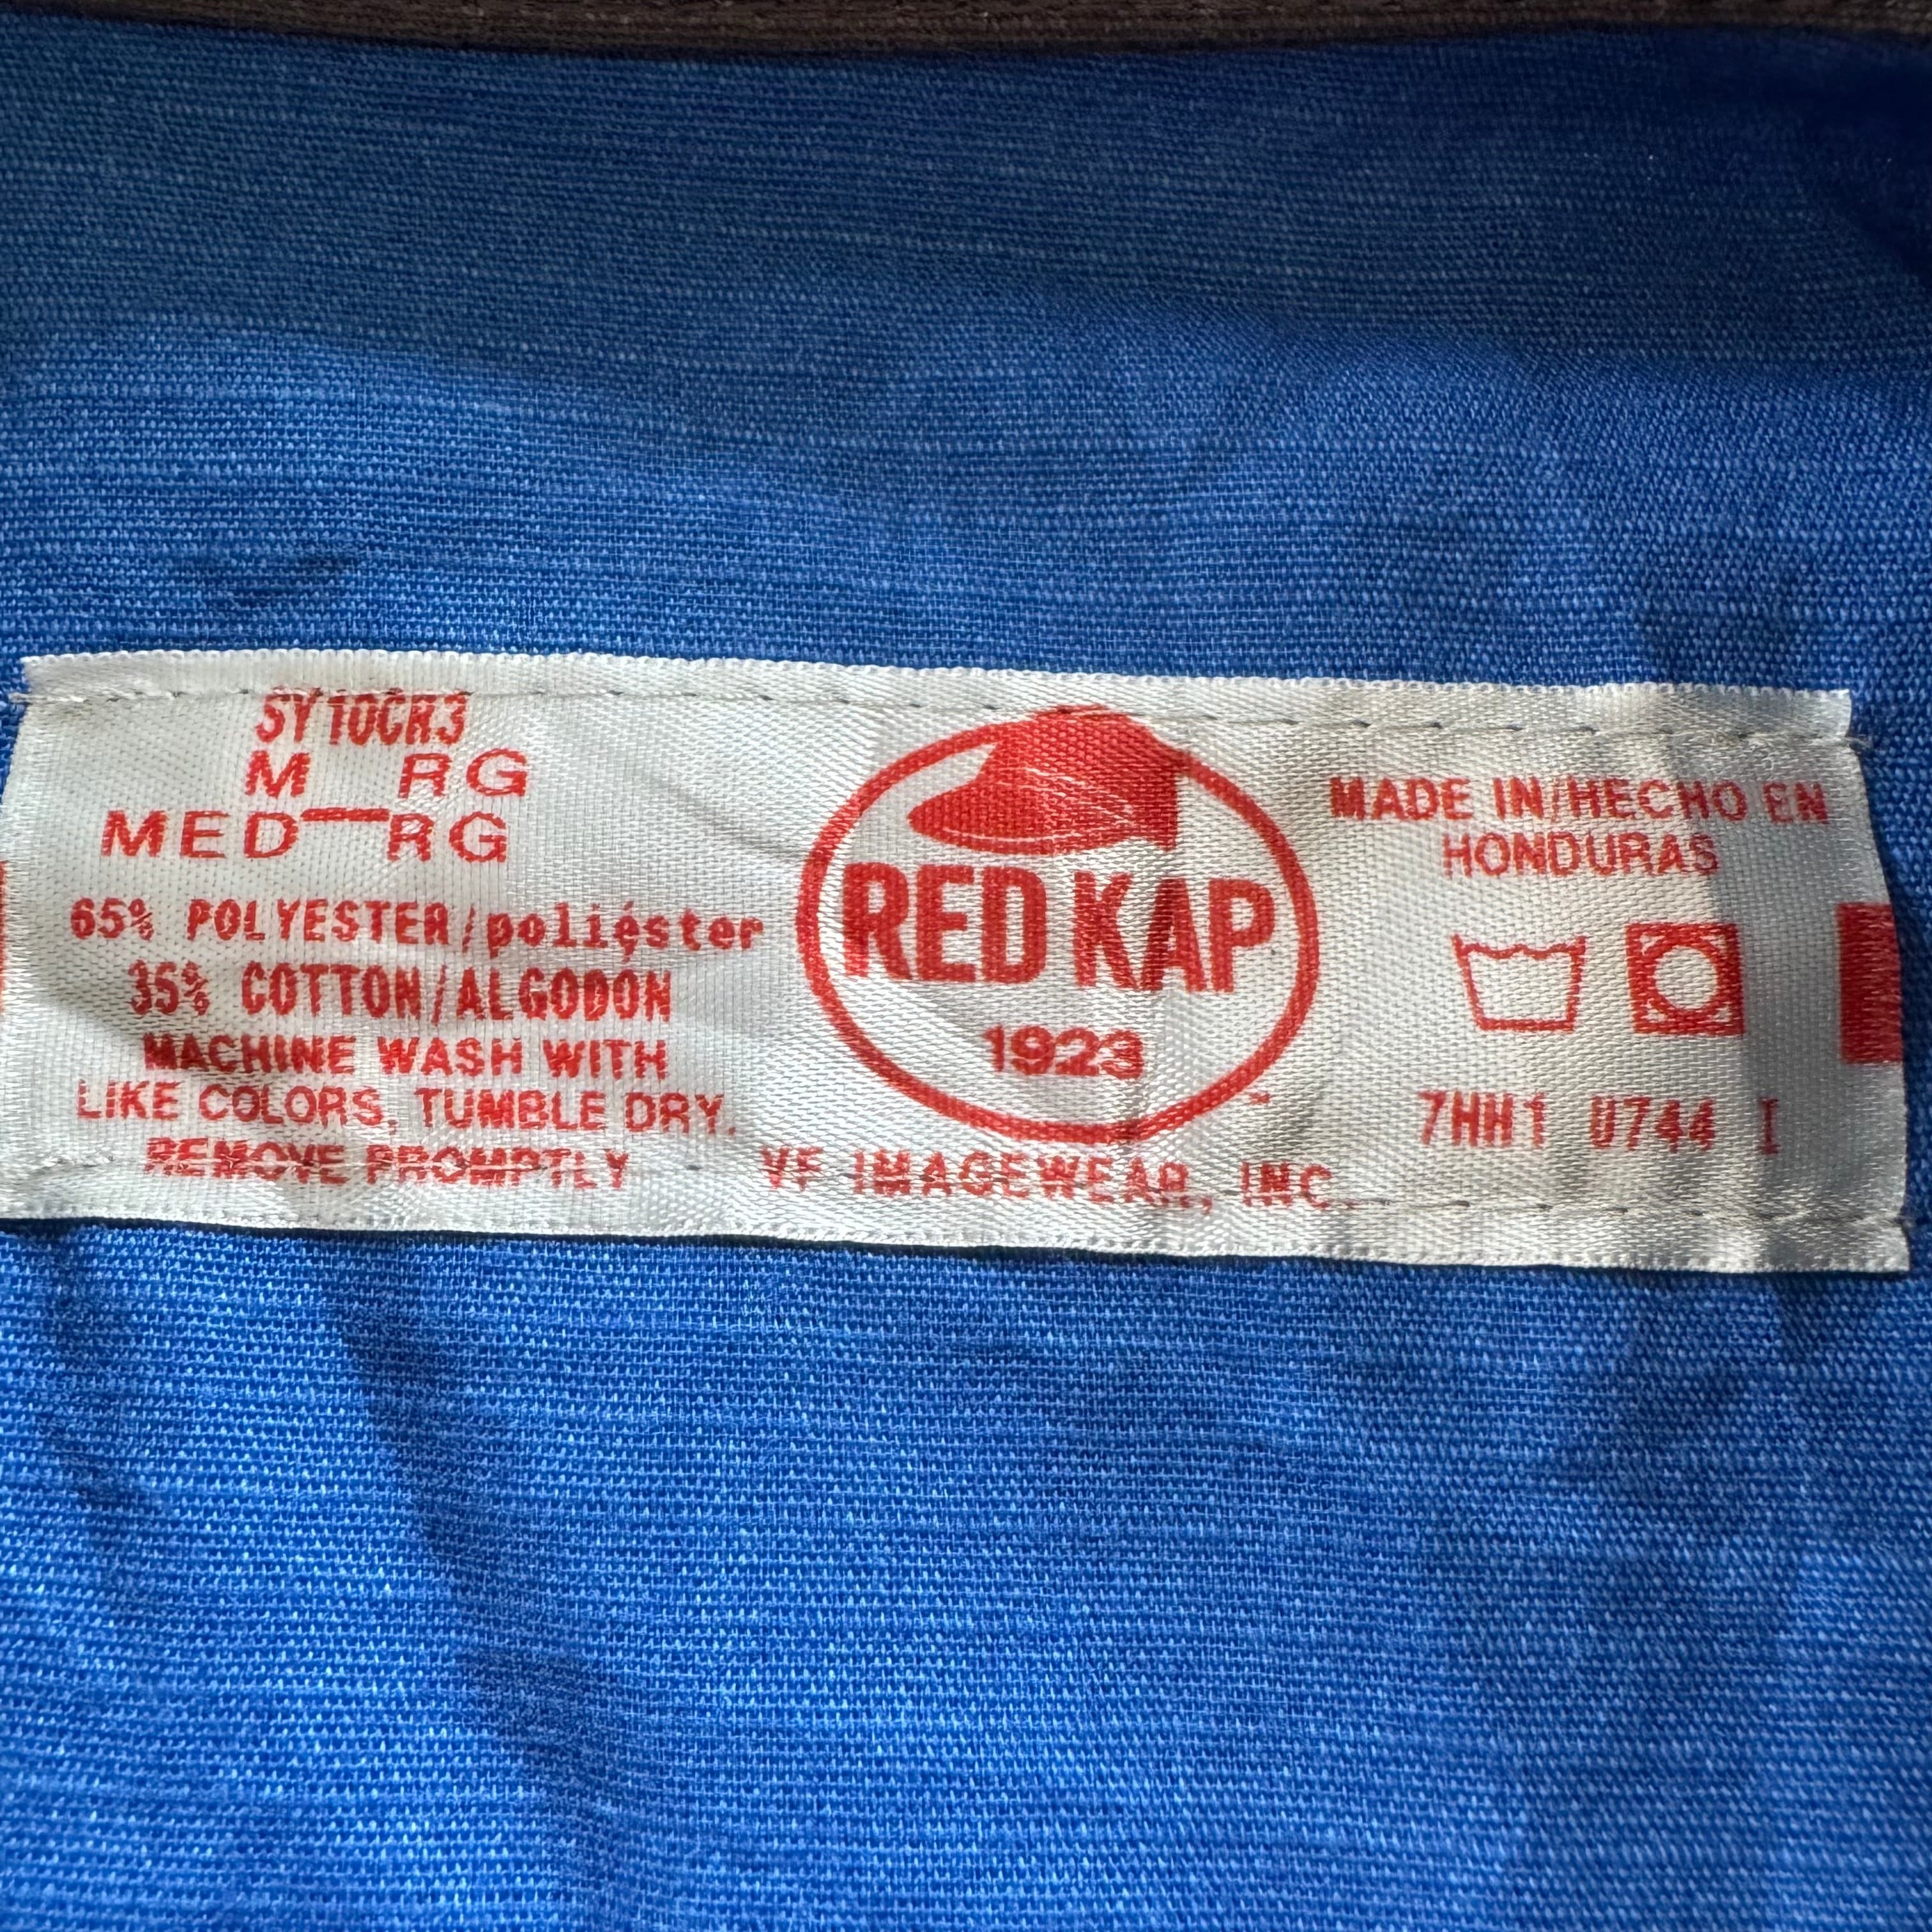 SY10CR3
M RG
MED RG
65% POLYESTER/poliéster
35% COTTON/ALGODON
MACHINE WASH WITH
LIKE COLORS, TUMBLE DRY.
REMOVE PROMPTLY
RED KAP
1923
VF IMAGEWEAR, INC.
MADE IN/HECHO EN
HONDURAS
7HH1 U744 I